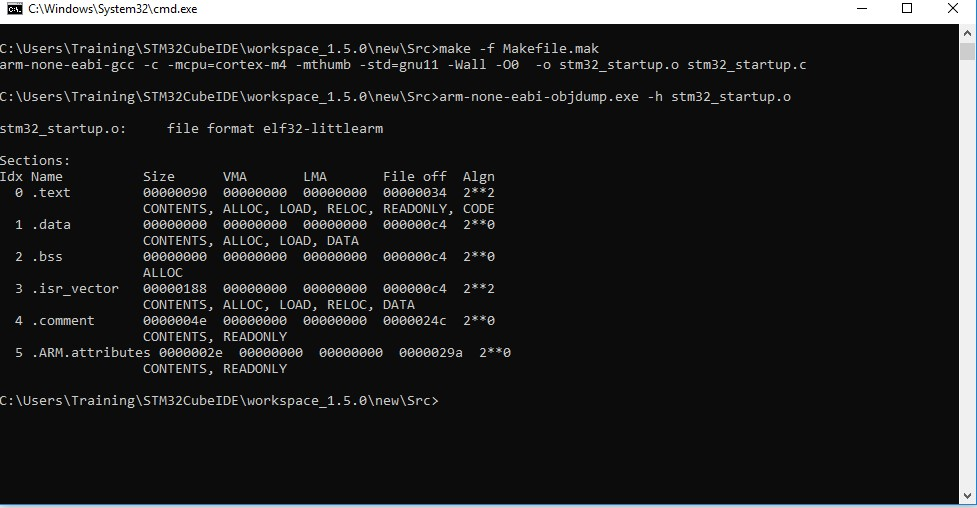 C:\Windows\System32\cmd.exe
C:\Users\Training\STM32CubeIDE\workspace_1.5.0\new\Src>make -f Makefile.mak
arm-none-eabi-gcc -c -mcpu=cortex-m4 -mthumb -std=gnu11 -Wall -O0  -o stm32_startup.o stm32_startup.c
C:\Users\Training\STM32CubeIDE\workspace_1.5.0\new\Src>arm-none-eabi-objdump.exe -h stm32_startup.o
stm32_startup.o:     file format elf32-littlearm
Sections:
Idx Name          Size      VMA       LMA       File off  Algn
  0 .text         00000090  00000000  00000000  00000034  2**2
                  CONTENTS, ALLOC, LOAD, RELOC, READONLY, CODE
  1 .data         00000000  00000000  00000000  000000c4  2**0
                  CONTENTS, ALLOC, LOAD, DATA
  2 .bss          00000000  00000000  00000000  000000c4  2**0
                  ALLOC
  3 .isr_vector   00000188  00000000  00000000  000000c4  2**2
                  CONTENTS, ALLOC, LOAD, RELOC, DATA
  4 .comment      0000004e  00000000  00000000  0000024c  2**0
                  CONTENTS, READONLY
  5 .ARM.attributes 0000002e  00000000  00000000  0000029a  2**0
                  CONTENTS, READONLY
C:\Users\Training\STM32CubeIDE\workspace_1.5.0\new\Src>